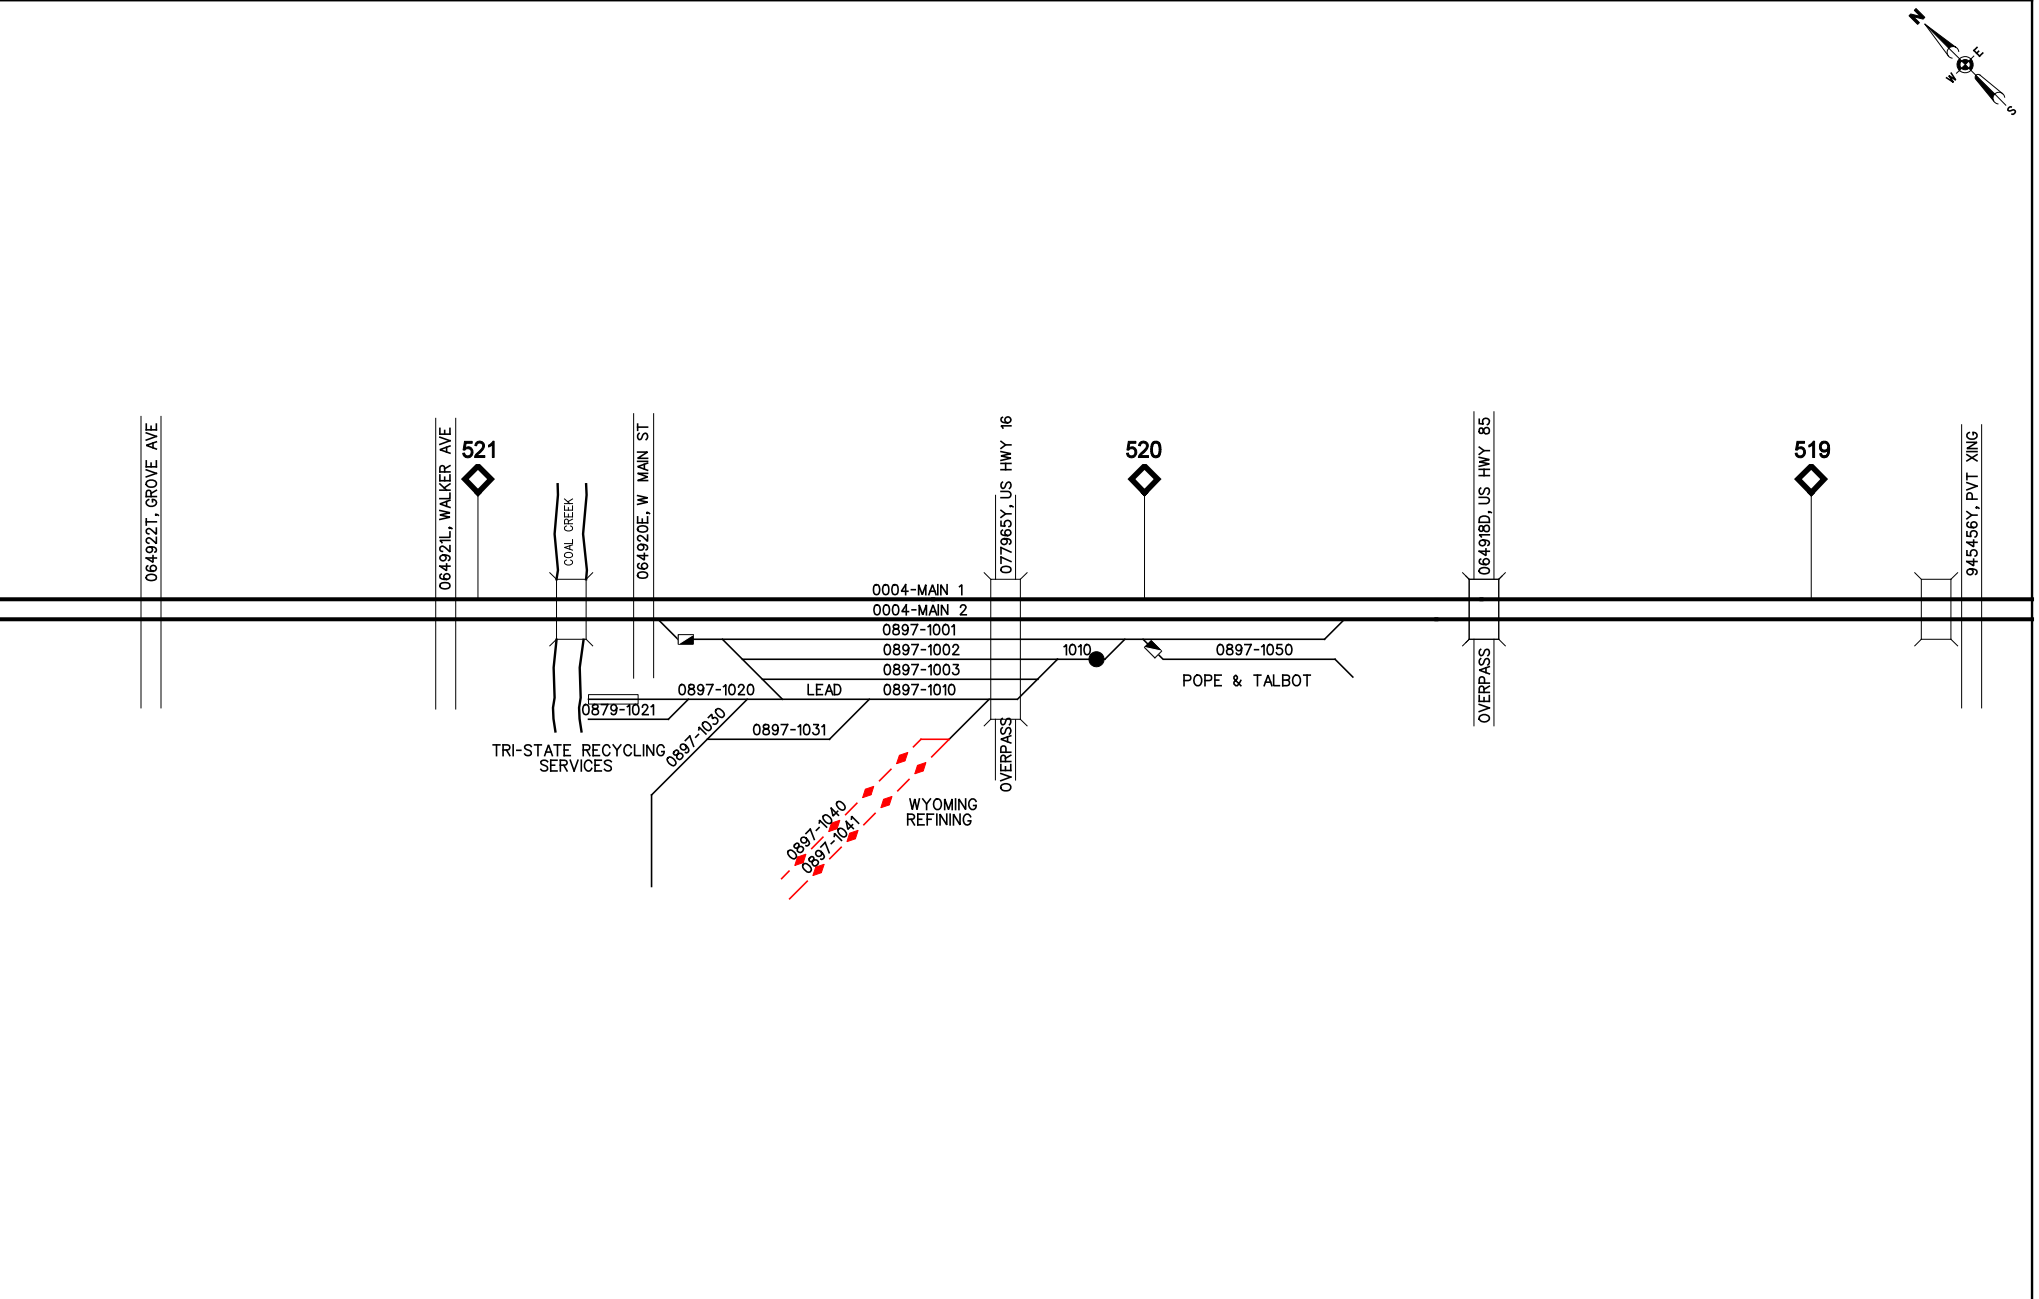 N
E
W
S
064922T, GROVE AVE
064921L, WALKER AVE
521
COAL CREEK
064920E, W MAIN ST
077965Y, US HWY 16
520
064918D, US HWY 85
519
945456Y, PVT XING
0004-MAIN 1
0004-MAIN 2
0897-1001
0897-1002
1010
0897-1050
0897-1003
POPE & TALBOT
0897-1020
LEAD
0897-1010
0879-1021
0897-1030
0897-1031
OVERPASS
OVERPASS
TRI-STATE RECYCLING
SERVICES
0897-1040
0897-1041
WYOMING
REFINING